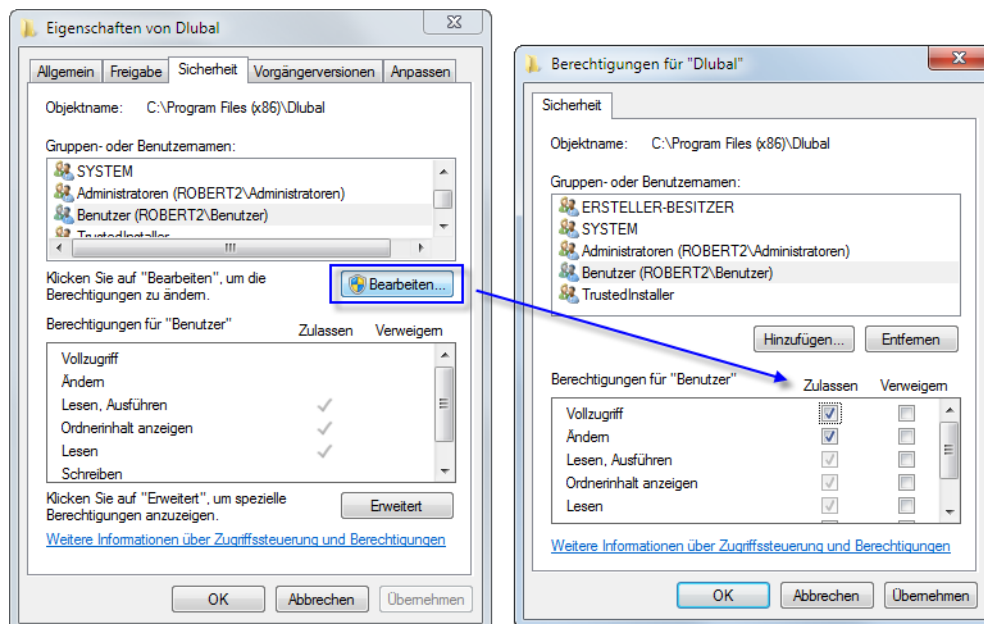 Eigenschaften von Dlubal
Allgemein Freigabe Sicherheit Vorgängerversionen Anpassen
Objektname: C:\Program Files (x86)\Dlubal
Gruppen- oder Benutzernamen:
SYSTEM
Administratoren (ROBERT2\Administratoren)
Benutzer (ROBERT2\Benutzer)
TrustedInstaller
Klicken Sie auf "Bearbeiten", um die
Berechtigungen zu ändern.
Bearbeiten...
Berechtigungen für "Benutzer" Zulassen Verweigern
Vollzugriff
Ändern
Lesen, Ausführen
Ordnerinhalt anzeigen
Lesen
Schreiben
Klicken Sie auf "Erweitert", um spezielle
Berechtigungen anzuzeigen.
Erweitert
Weitere Informationen über Zugriffssteuerung und Berechtigungen
OK Abbrechen Übernehmen
Berechtigungen für "Dlubal"
Sicherheit
Objektname: C:\Program Files (x86)\Dlubal
Gruppen- oder Benutzernamen:
ERSTELLER-BESITZER
SYSTEM
Administratoren (ROBERT2\Administratoren)
Benutzer (ROBERT2\Benutzer)
TrustedInstaller
Hinzufügen... Entfernen
Berechtigungen für "Benutzer" Zulassen Verweigern
Vollzugriff
Ändern
Lesen, Ausführen
Ordnerinhalt anzeigen
Lesen
Weitere Informationen über Zugriffssteuerung und Berechtigungen
OK Abbrechen Übernehmen